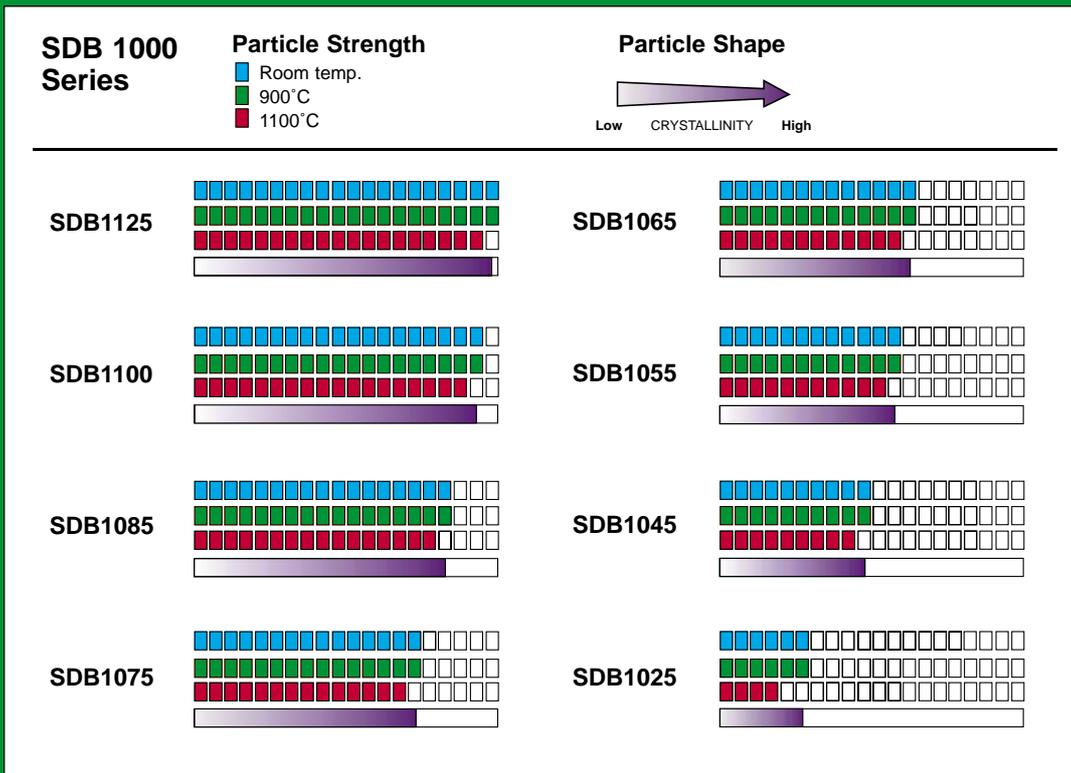 SDB 1000
Series
Particle Strength
Room temp.
900˚C
1100˚C
Particle Shape
Low CRYSTALLINITY High
SDB1125
SDB1065
SDB1100
SDB1055
SDB1085
SDB1045
SDB1075
SDB1025